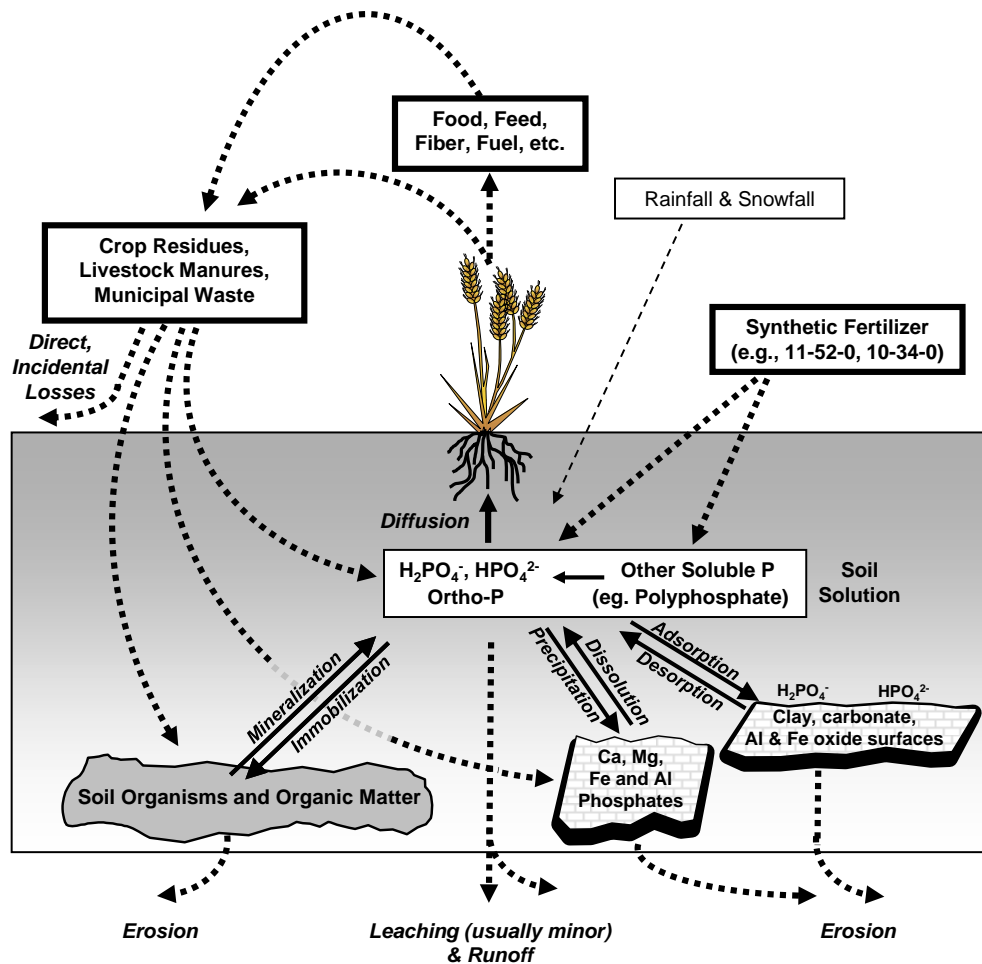 Food, Feed,
Fiber, Fuel, etc.
Rainfall & Snowfall
Crop Residues,
Livestock Manures,
Municipal Waste
Synthetic Fertilizer
(e.g., 11-52-0, 10-34-0)
Direct,
Incidental
Losses
Diffusion
H₂PO₄⁻, HPO₄²⁻
Ortho-P
Other Soluble P
(eg. Polyphosphate)
Soil
Solution
Mineralization
Immobilization
Precipitation
Dissolution
Adsorption
Desorption
H₂PO₄⁻ HPO₄²⁻
Clay, carbonate,
Al & Fe oxide surfaces
Ca, Mg,
Fe and Al
Phosphates
Soil Organisms and Organic Matter
Erosion
Leaching (usually minor)
& Runoff
Erosion